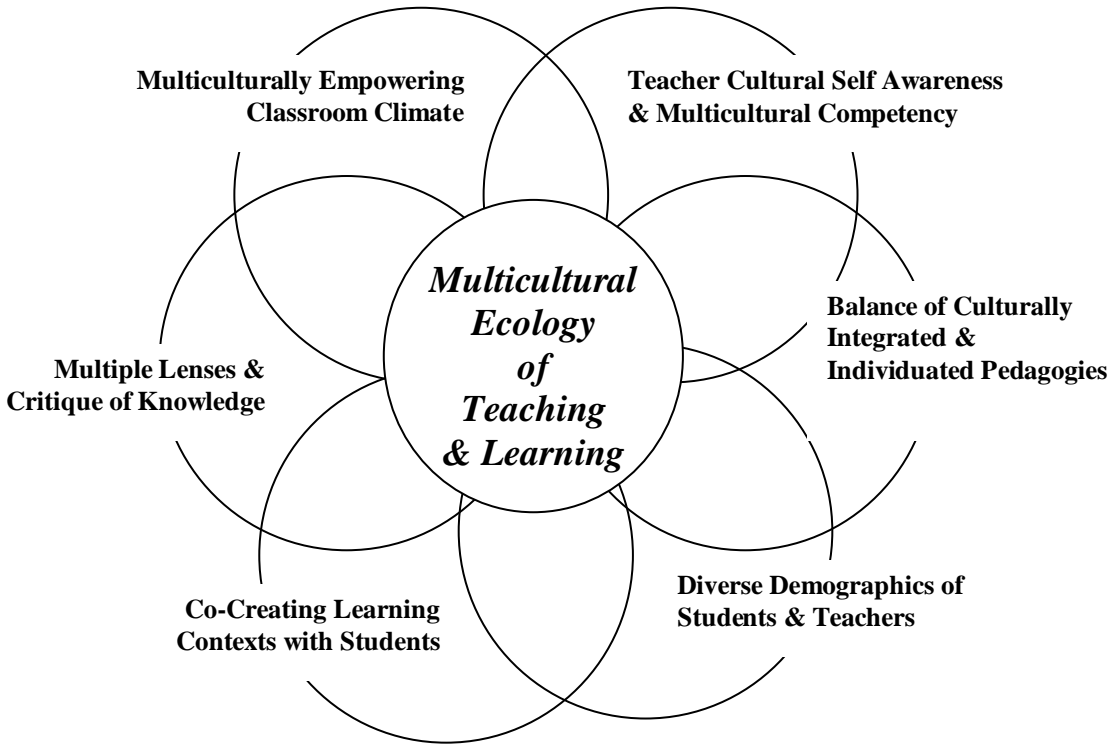 Multiculturally Empowering
Classroom Climate
Teacher Cultural Self Awareness
& Multicultural Competency
Multicultural
Ecology
of
Teaching
& Learning
Balance of Culturally
Integrated &
Individuated Pedagogies
Multiple Lenses &
Critique of Knowledge
Diverse Demographics of
Students & Teachers
Co-Creating Learning
Contexts with Students